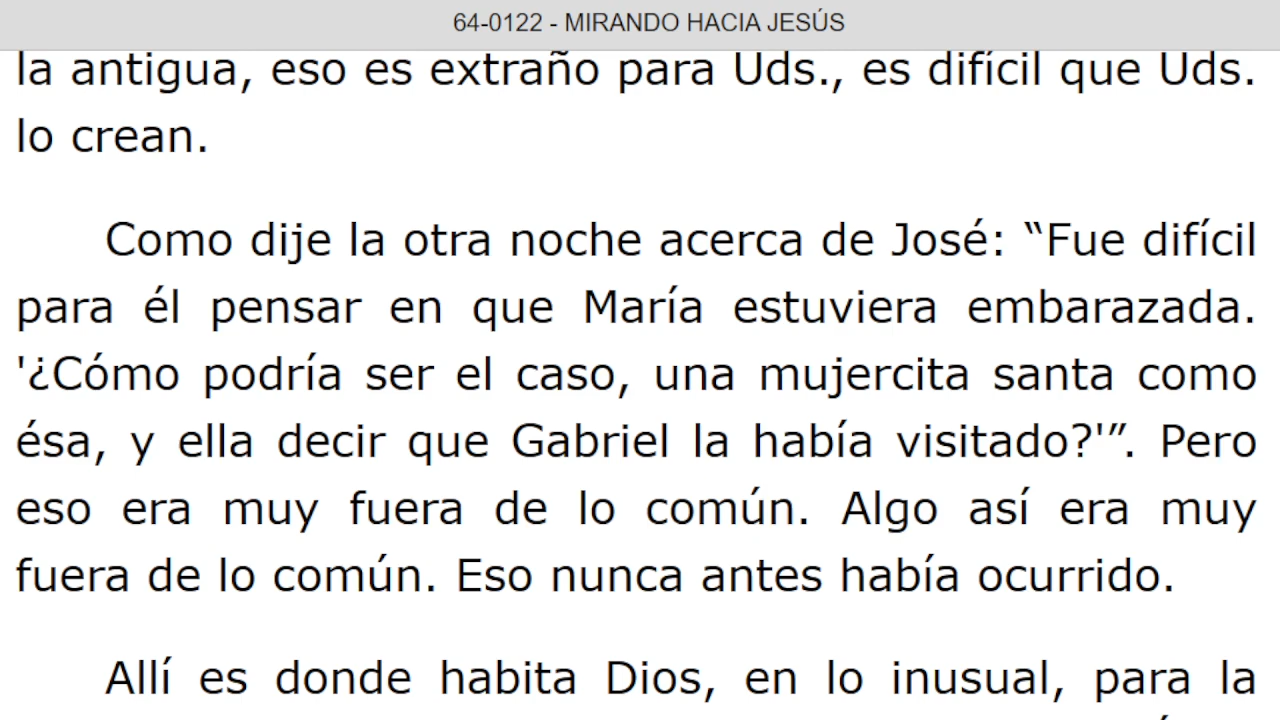 64-0122 - MIRANDO HACIA JESÚS
la antigua, eso es extraño para Uds., es difícil que Uds.
lo crean.
Como dije la otra noche acerca de José: “Fue difícil
para él pensar en que María estuviera embarazada.
'¿Cómo podría ser el caso, una mujercita santa como
ésa, y ella decir que Gabriel la había visitado?'”. Pero
eso era muy fuera de lo común. Algo así era muy
fuera de lo común. Eso nunca antes había ocurrido.
Allí es donde habita Dios, en lo inusual, para la